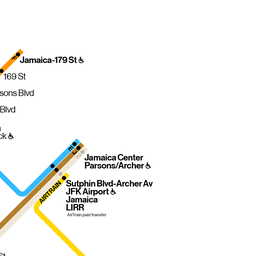 Jamaica-179 St
169 St
sons Blvd
Blvd
ck
Jamaica Center
Parsons/Archer
Sutphin Blvd-Archer Av
JFK Airport
Jamaica
LIRR
AirTrain paid transfer
AIRTRAIN